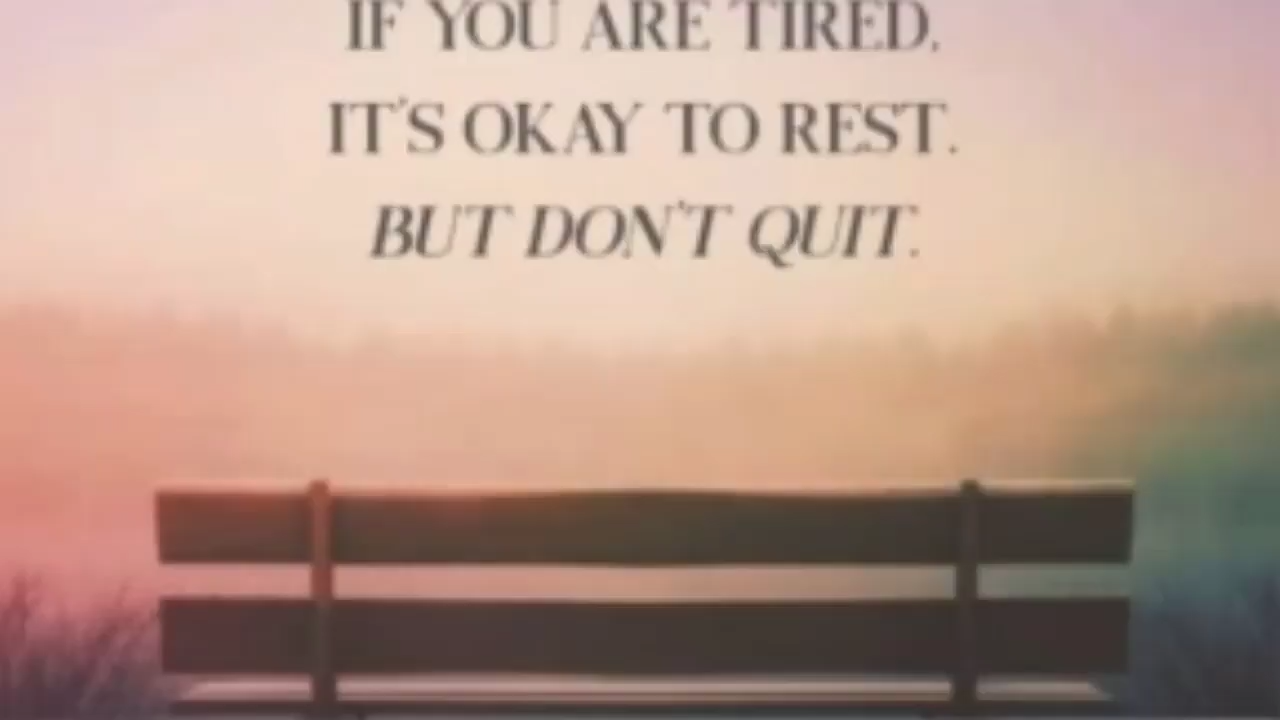 IF YOU ARE TIRED,
IT'S OKAY TO REST.
BUT DON'T QUIT.